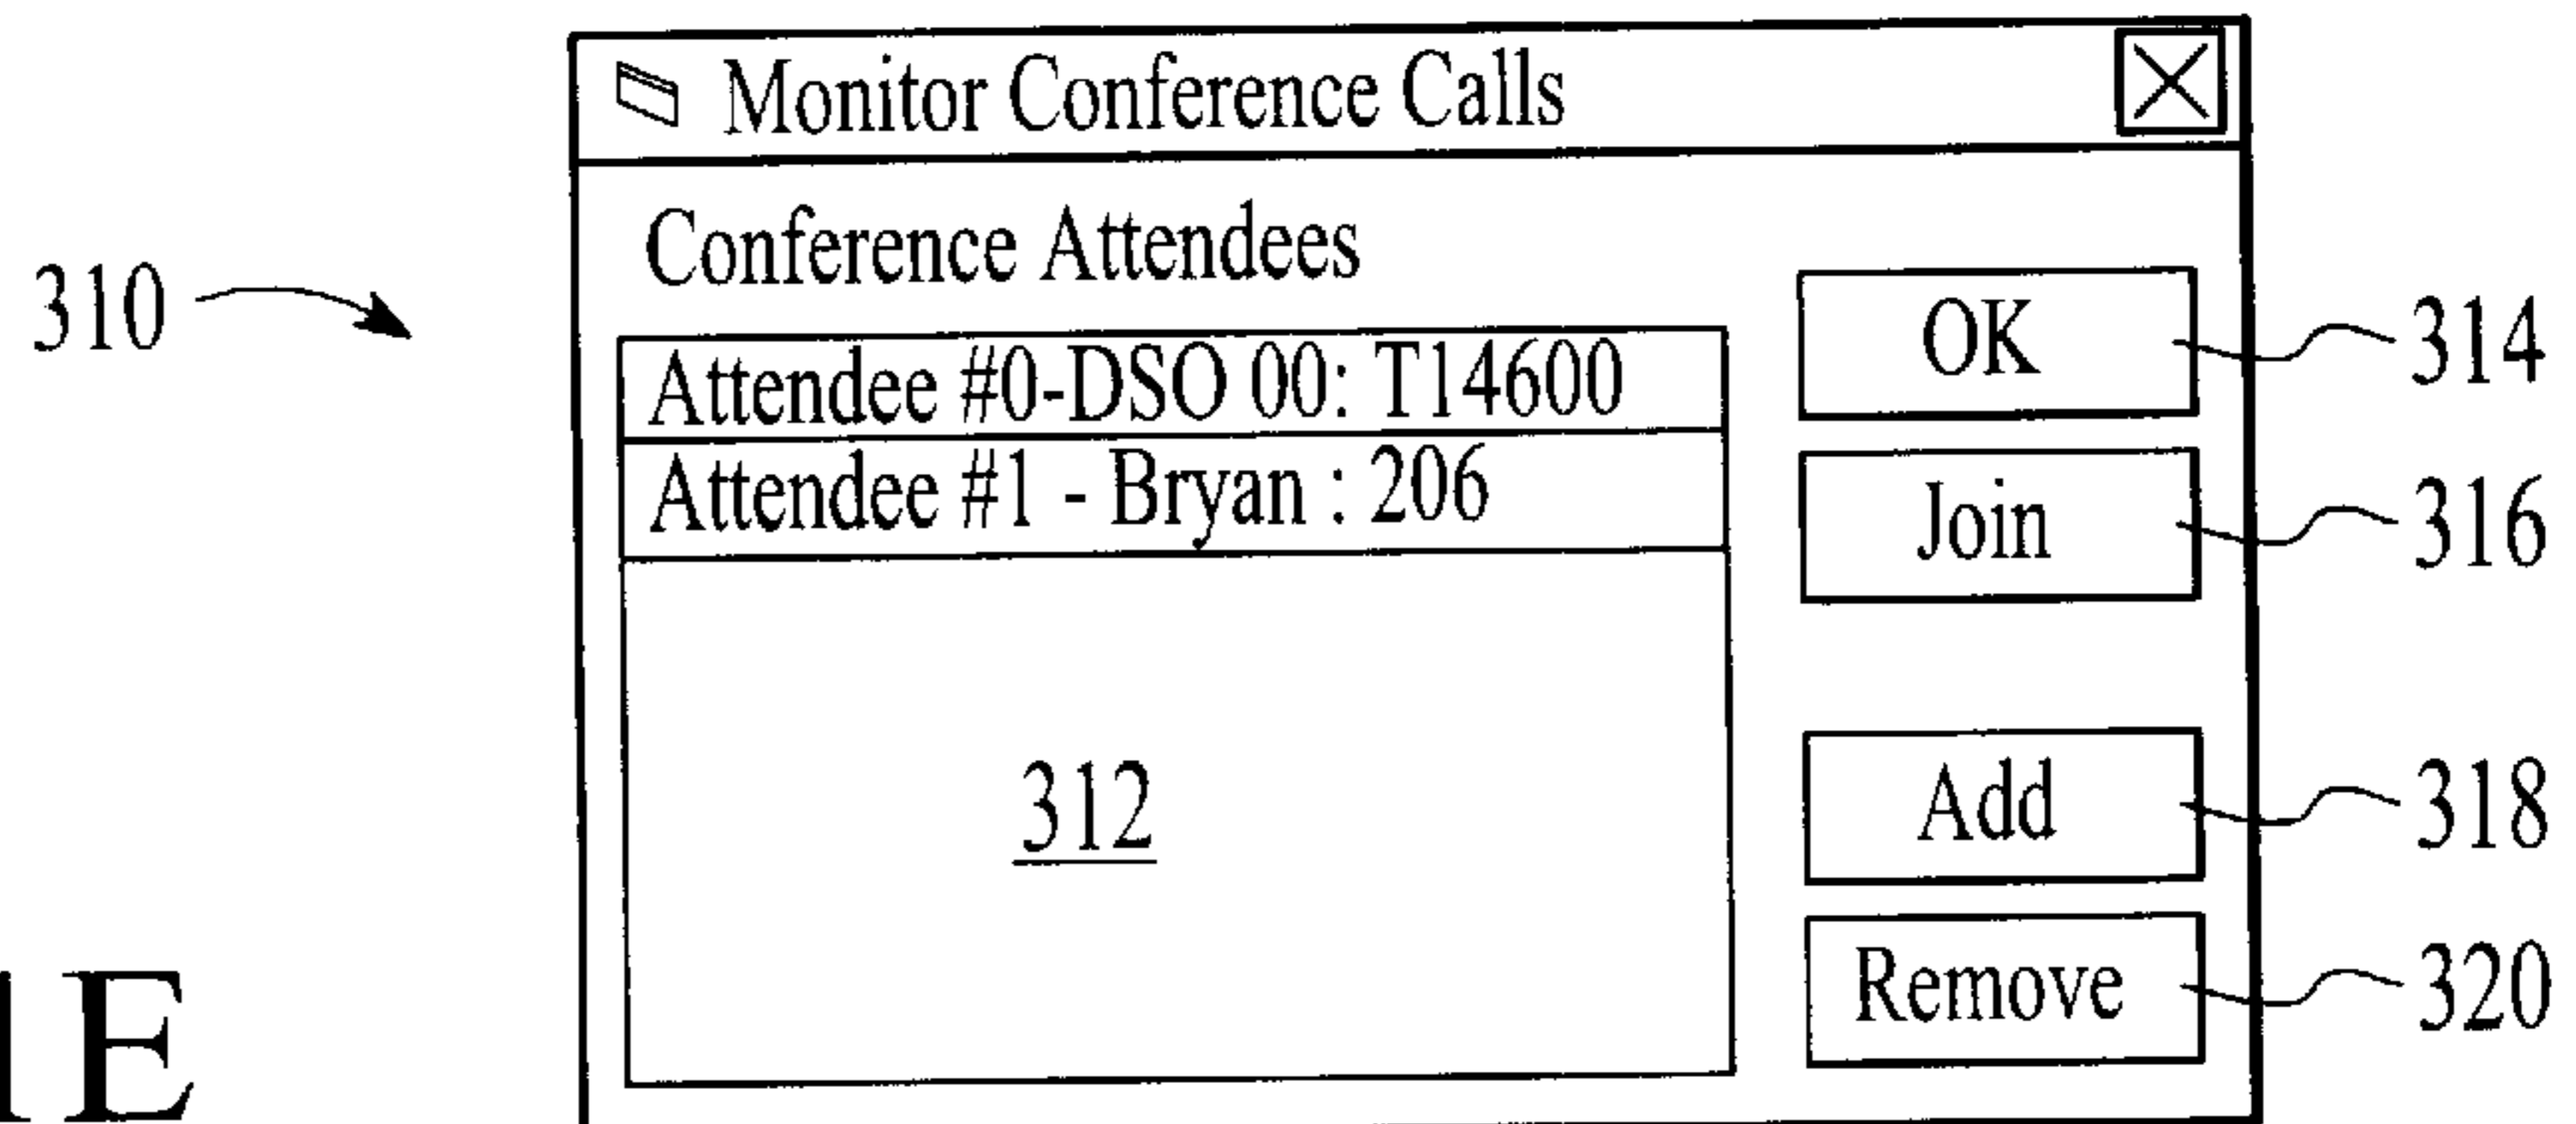 Monitor Conference Calls
Conference Attendees
310
OK
314
Attendee #0-DSO 00: T14600
Attendee #1 - Bryan : 206
Join
316
312
Add
318
Remove
320
1E